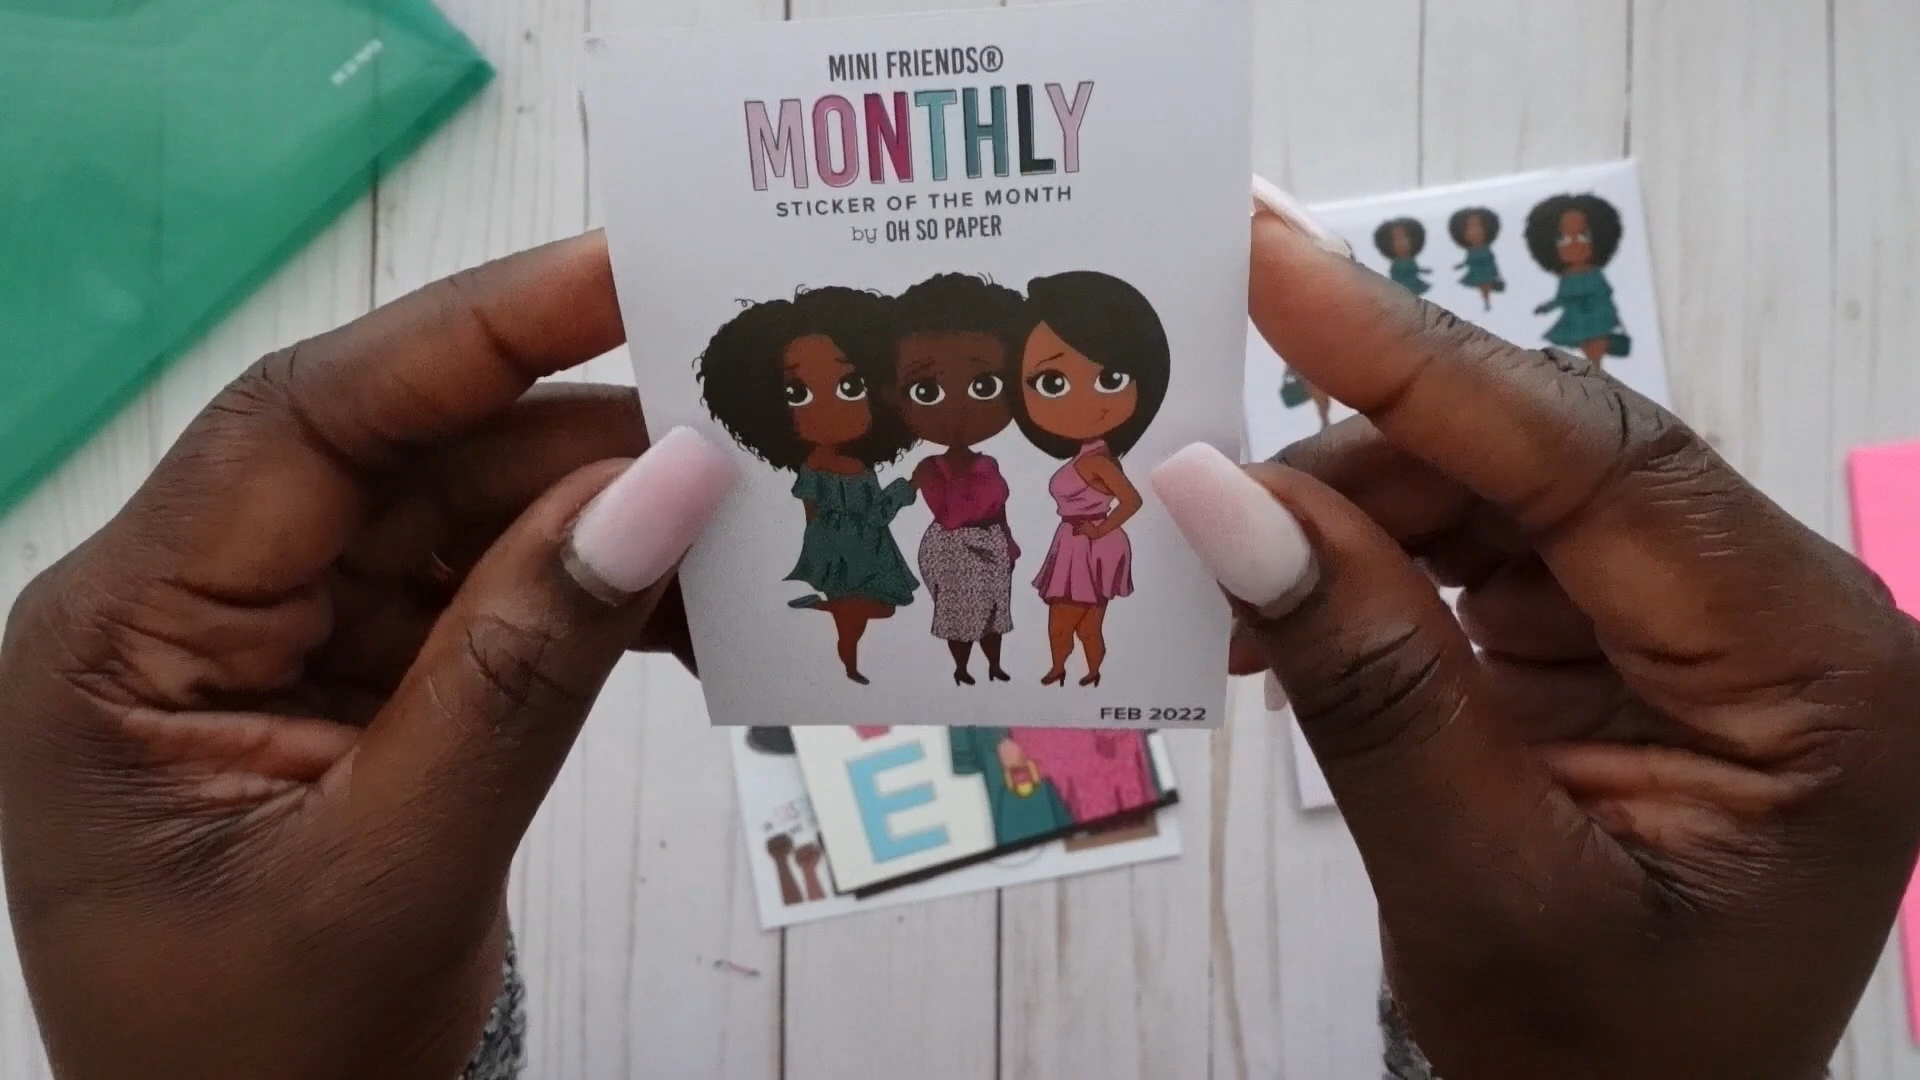 MINI FRIENDS®
MONTHLY
STICKER OF THE MONTH
by OH SO PAPER
FEB 2022
E